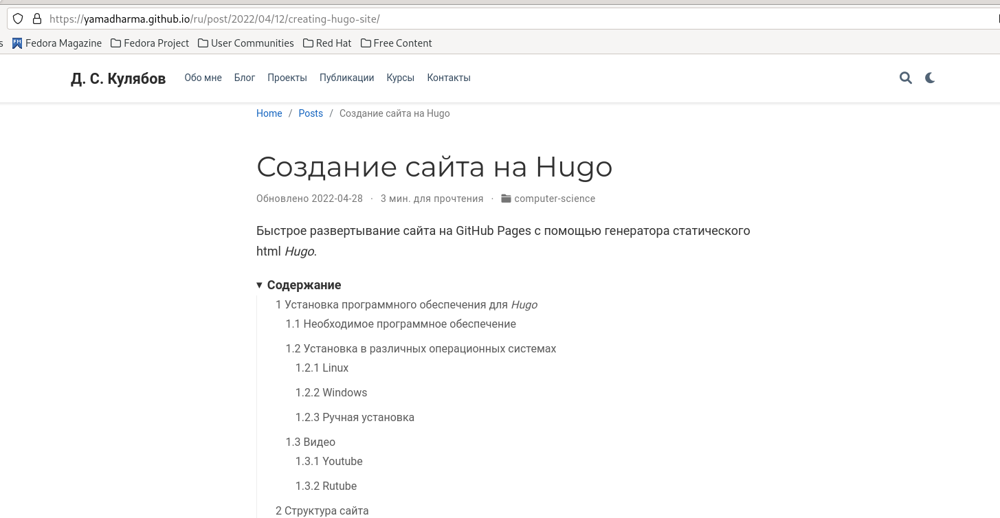 https://yamadharma.github.io/ru/post/2022/04/12/creating-hugo-site/
Fedora Magazine Fedora Project User Communities Red Hat Free Content
Д. С. Кулябов Обо мне Блог Проекты Публикации Курсы Контакты
Home / Posts / Создание сайта на Hugo
Создание сайта на Hugo
Обновлено 2022-04-28 · 3 мин. для прочтения · computer-science
Быстрое развертывание сайта на GitHub Pages с помощью генератора статического
html Hugo.
▼ Содержание
1 Установка программного обеспечения для Hugo
1.1 Необходимое программное обеспечение
1.2 Установка в различных операционных системах
1.2.1 Linux
1.2.2 Windows
1.2.3 Ручная установка
1.3 Видео
1.3.1 Youtube
1.3.2 Rutube
2 Структура сайта